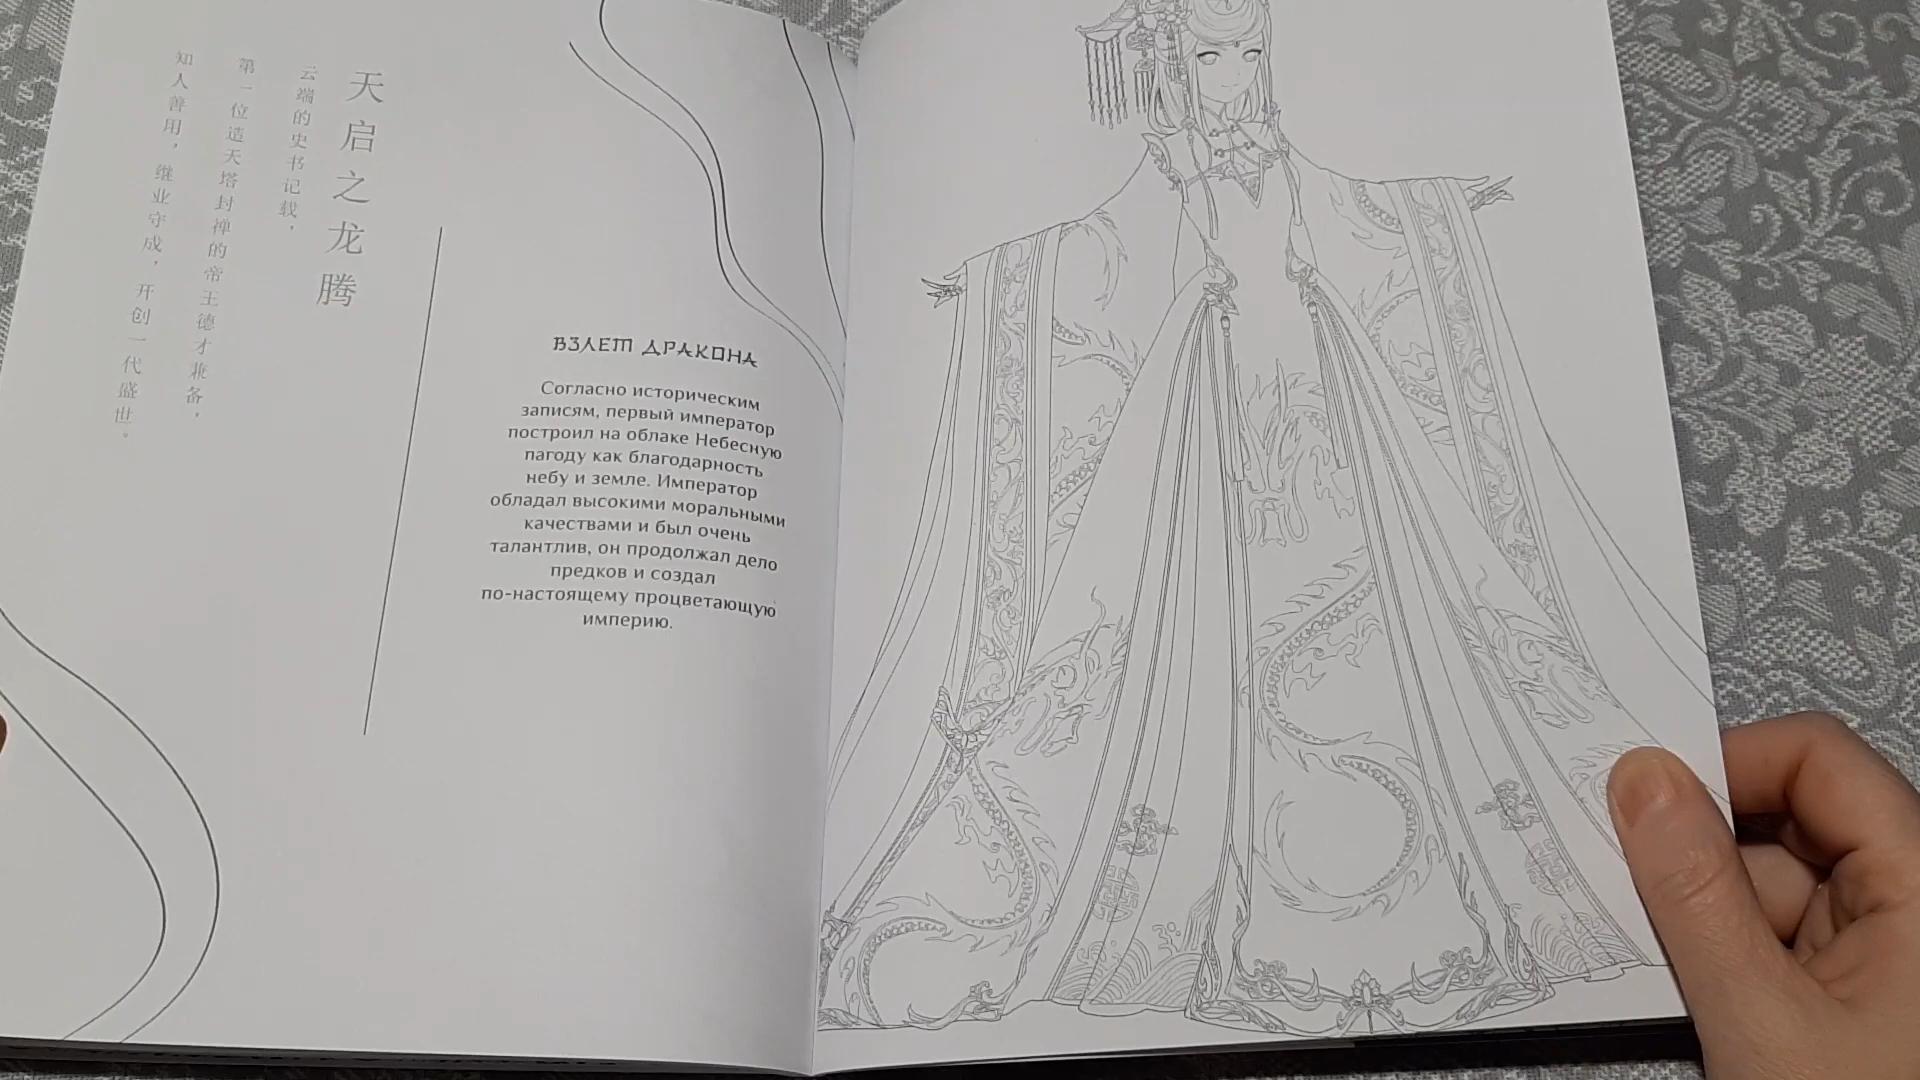 天启之龙腾
云端的史书记载，
第一位造天塔封禅的帝王德才兼备，
知人善用，继业守成，开创一代盛世。
ВЗЛЕТ ДРАКОНА
Согласно историческим
записям, первый император
построил на облаке Небесную
пагоду как благодарность
небу и земле. Император
обладал высокими моральными
качествами и был очень
талантлив, он продолжал дело
предков и создал
по-настоящему процветающую
империю.